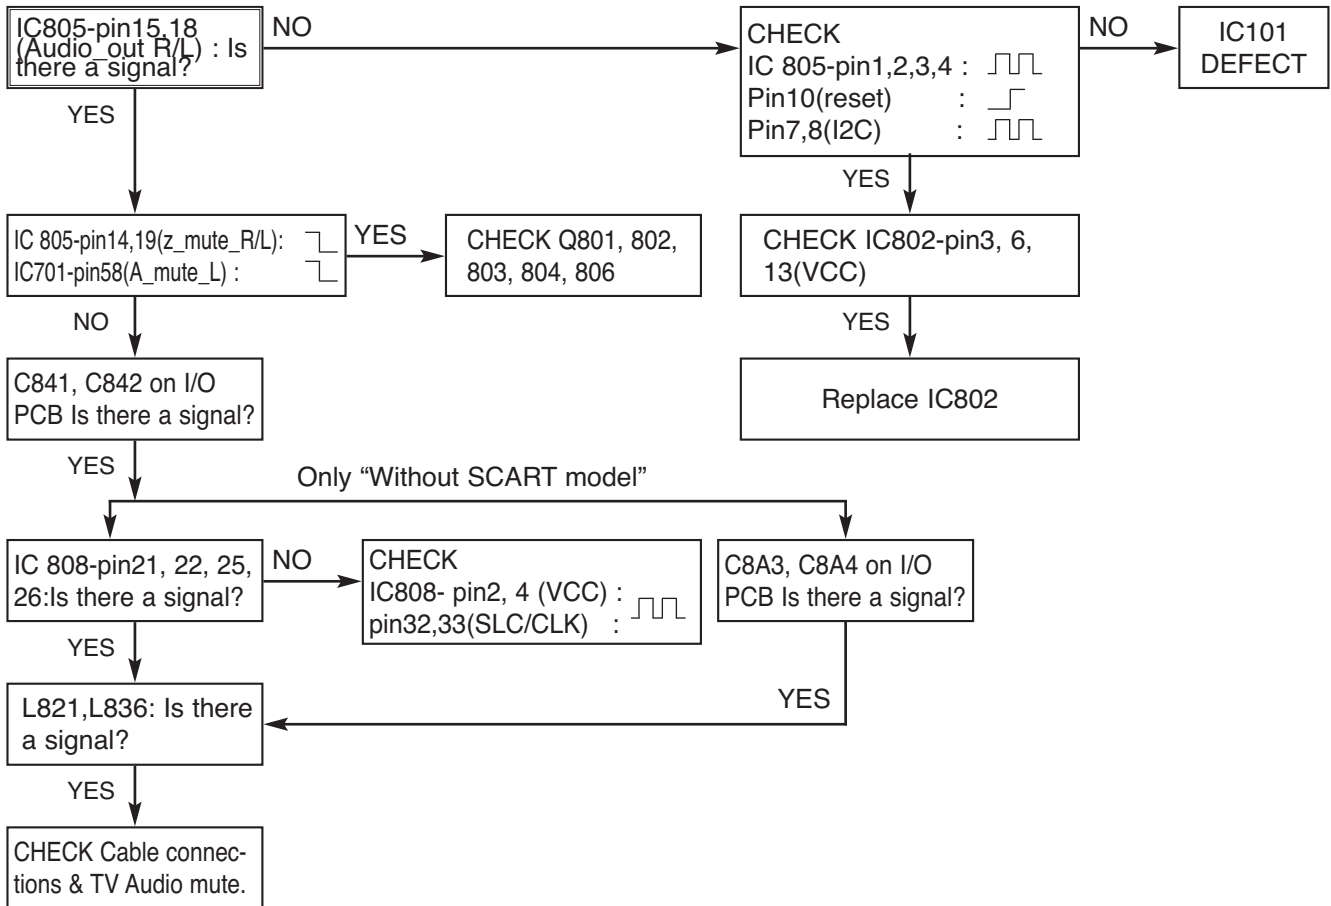 IC805-pin15,18
(Audio_out R/L) : Is
there a signal?
NO
CHECK
IC 805-pin1,2,3,4 :
Pin10(reset) :
Pin7,8(I2C) :
NO
IC101
DEFECT
YES
YES
IC 805-pin14,19(z_mute_R/L):
IC701-pin58(A_mute_L) :
YES
CHECK Q801, 802,
803, 804, 806
CHECK IC802-pin3, 6,
13(VCC)
NO
YES
C841, C842 on I/O
PCB Is there a signal?
Replace IC802
YES
Only “Without SCART model”
IC 808-pin21, 22, 25,
26:Is there a signal?
NO
CHECK
IC808- pin2, 4 (VCC) :
pin32,33(SLC/CLK) :
C8A3, C8A4 on I/O
PCB Is there a signal?
YES
YES
L821,L836: Is there
a signal?
YES
CHECK Cable connec-
tions & TV Audio mute.